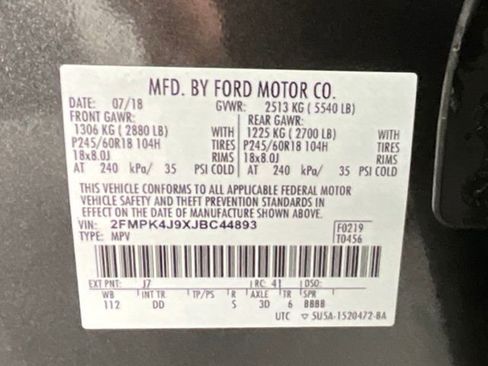 MFD. BY FORD MOTOR CO.
DATE: 07/18 GVWR: 2513 KG ( 5540 LB)
FRONT GAWR: REAR GAWR:
1306 KG ( 2880 LB) 1225 KG ( 2700 LB)
P245/60R18 104H TIRES P245/60R18 104H TIRES
18x8.0J RIMS 18x8.0J RIMS
AT 240 kPa/ 35 PSI COLD AT 240 kPa/ 35 PSI COLD
THIS VEHICLE CONFORMS TO ALL APPLICABLE FEDERAL MOTOR
VEHICLE SAFETY AND THEFT PREVENTION STANDARDS IN
EFFECT ON THE DATE OF MANUFACTURE SHOWN ABOVE.
VIN: 2FMPK4J9XJBC44893 F0219
TYPE: MPV T0456
EXT PNT: J7 RC: 41 DSO:
WB INT TR TP/PS R AXLE TR SPR
112 DD S 3D 6 BBBB
UTC ▽ 5U5A-1520472-BA